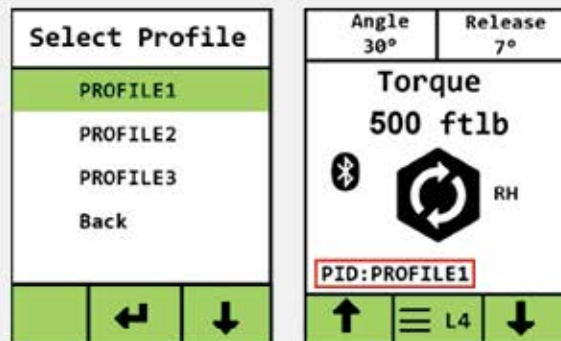 Select Profile
PROFILE1
PROFILE2
PROFILE3
Back
Angle
30°
Release
7°
Torque
500 ftlb
RH
PID:PROFILE1
L4